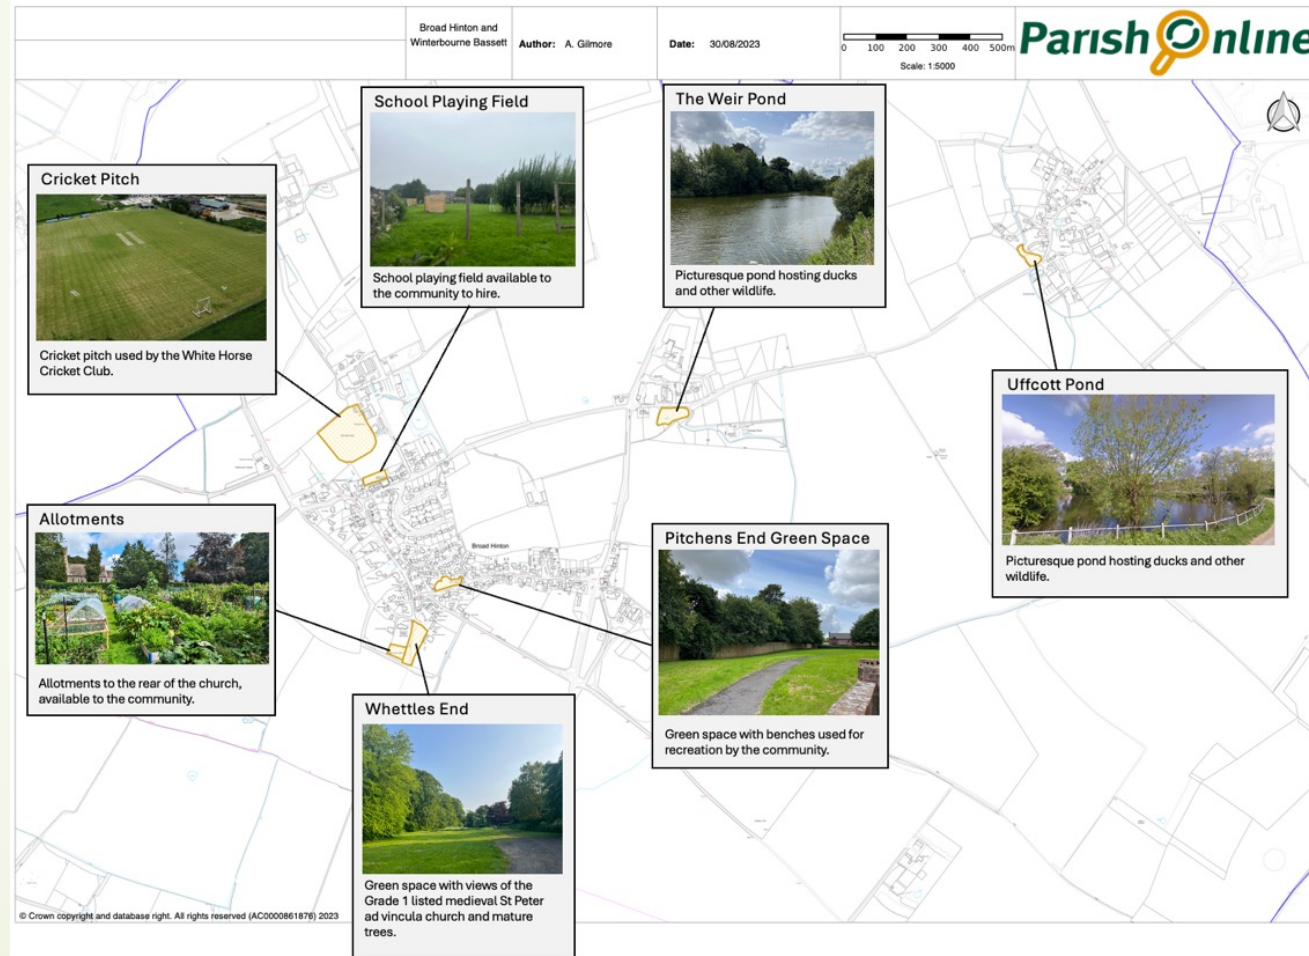 Broad Hinton and
Winterbourne Bassett
Author: A. Gilmore
Date: 30/08/2023
0 100 200 300 400 500m
Scale: 1:5000
Parish Online
School Playing Field
School playing field available to
the community to hire.
The Weir Pond
Picturesque pond hosting ducks
and other wildlife.
Cricket Pitch
Cricket pitch used by the White Horse
Cricket Club.
Uffcott Pond
Picturesque pond hosting ducks and other
wildlife.
Allotments
Allotments to the rear of the church,
available to the community.
Broad Hinton
Pitchens End Green Space
Green space with benches used for
recreation by the community.
Whettles End
Green space with views of the
Grade 1 listed medieval St Peter
ad vincula church and mature
trees.
© Crown copyright and database right. All rights reserved (AC0000861876) 2023